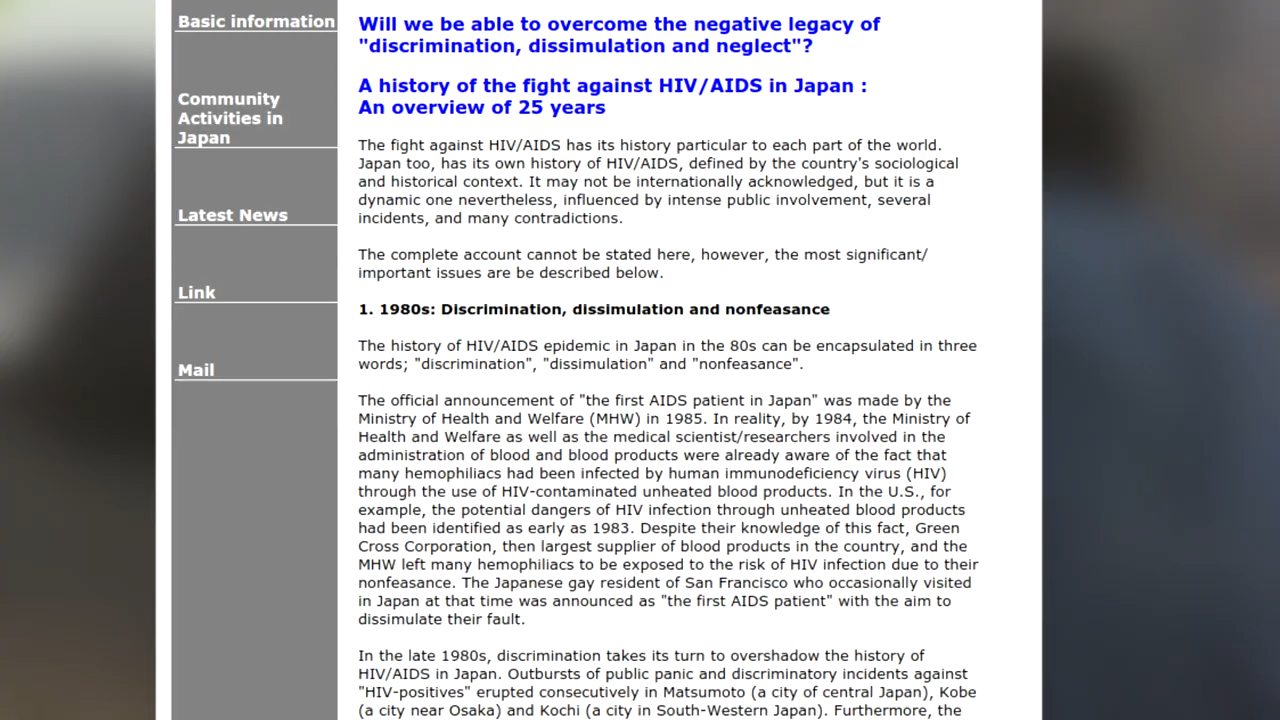 Basic information
Community
Activities in
Japan
Latest News
Link
Mail
Will we be able to overcome the negative legacy of
"discrimination, dissimulation and neglect"?
A history of the fight against HIV/AIDS in Japan :
An overview of 25 years
The fight against HIV/AIDS has its history particular to each part of the world.
Japan too, has its own history of HIV/AIDS, defined by the country's sociological
and historical context. It may not be internationally acknowledged, but it is a
dynamic one nevertheless, influenced by intense public involvement, several
incidents, and many contradictions.
The complete account cannot be stated here, however, the most significant/
important issues are be described below.
1. 1980s: Discrimination, dissimulation and nonfeasance
The history of HIV/AIDS epidemic in Japan in the 80s can be encapsulated in three
words; "discrimination", "dissimulation" and "nonfeasance".
The official announcement of "the first AIDS patient in Japan" was made by the
Ministry of Health and Welfare (MHW) in 1985. In reality, by 1984, the Ministry of
Health and Welfare as well as the medical scientist/researchers involved in the
administration of blood and blood products were already aware of the fact that
many hemophiliacs had been infected by human immunodeficiency virus (HIV)
through the use of HIV-contaminated unheated blood products. In the U.S., for
example, the potential dangers of HIV infection through unheated blood products
had been identified as early as 1983. Despite their knowledge of this fact, Green
Cross Corporation, then largest supplier of blood products in the country, and the
MHW left many hemophiliacs to be exposed to the risk of HIV infection due to their
nonfeasance. The Japanese gay resident of San Francisco who occasionally visited
in Japan at that time was announced as "the first AIDS patient" with the aim to
dissimulate their fault.
In the late 1980s, discrimination takes its turn to overshadow the history of
HIV/AIDS in Japan. Outbursts of public panic and discriminatory incidents against
"HIV-positives" erupted consecutively in Matsumoto (a city of central Japan), Kobe
(a city near Osaka) and Kochi (a city in South-Western Japan). Furthermore, the